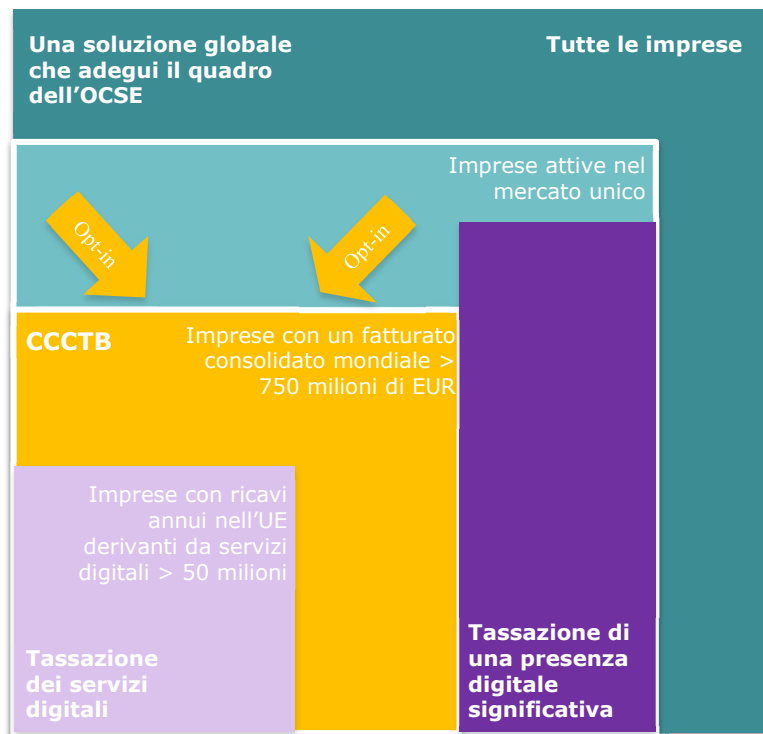 Una soluzione globale
che adegui il quadro
dell’OCSE
Tutte le imprese
Imprese attive nel
mercato unico
Opt-in
Opt-in
CCCTB
Imprese con un fatturato
consolidato mondiale >
750 milioni di EUR
Imprese con ricavi
annui nell’UE
derivanti da servizi
digitali > 50 milioni
Tassazione
dei servizi
digitali
Tassazione di
una presenza
digitale
significativa